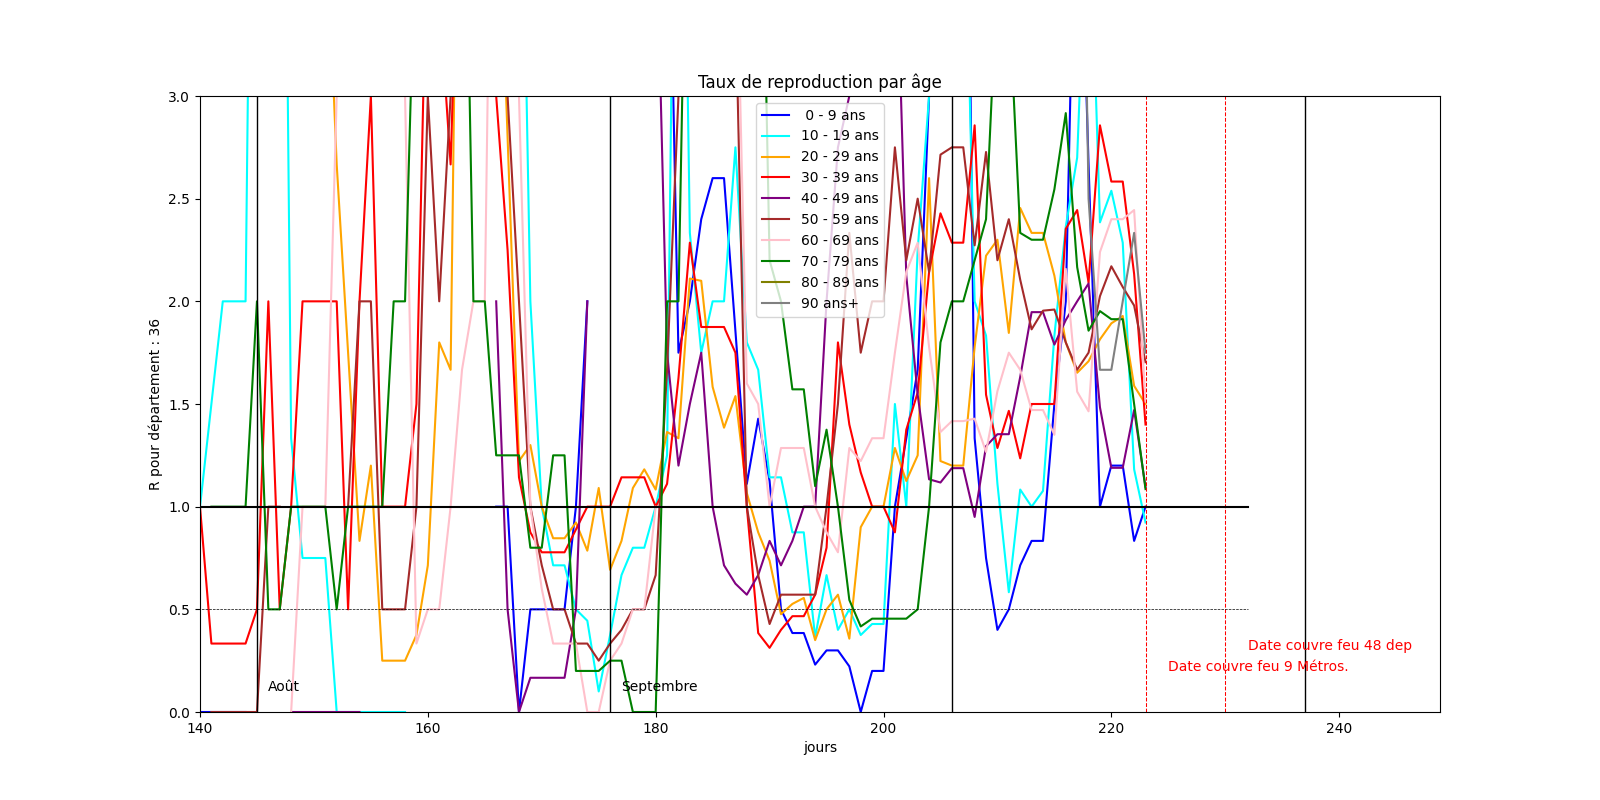 Taux de reproduction par âge
R pour département : 36
3.0
2.5
2.0
1.5
1.0
0.5
0.0
0 - 9 ans
10 - 19 ans
20 - 29 ans
30 - 39 ans
40 - 49 ans
50 - 59 ans
60 - 69 ans
70 - 79 ans
80 - 89 ans
90 ans+
Date couvre feu 48 dep
Date couvre feu 9 Métros.
Août
Septembre
140
160
180
200
220
240
jours